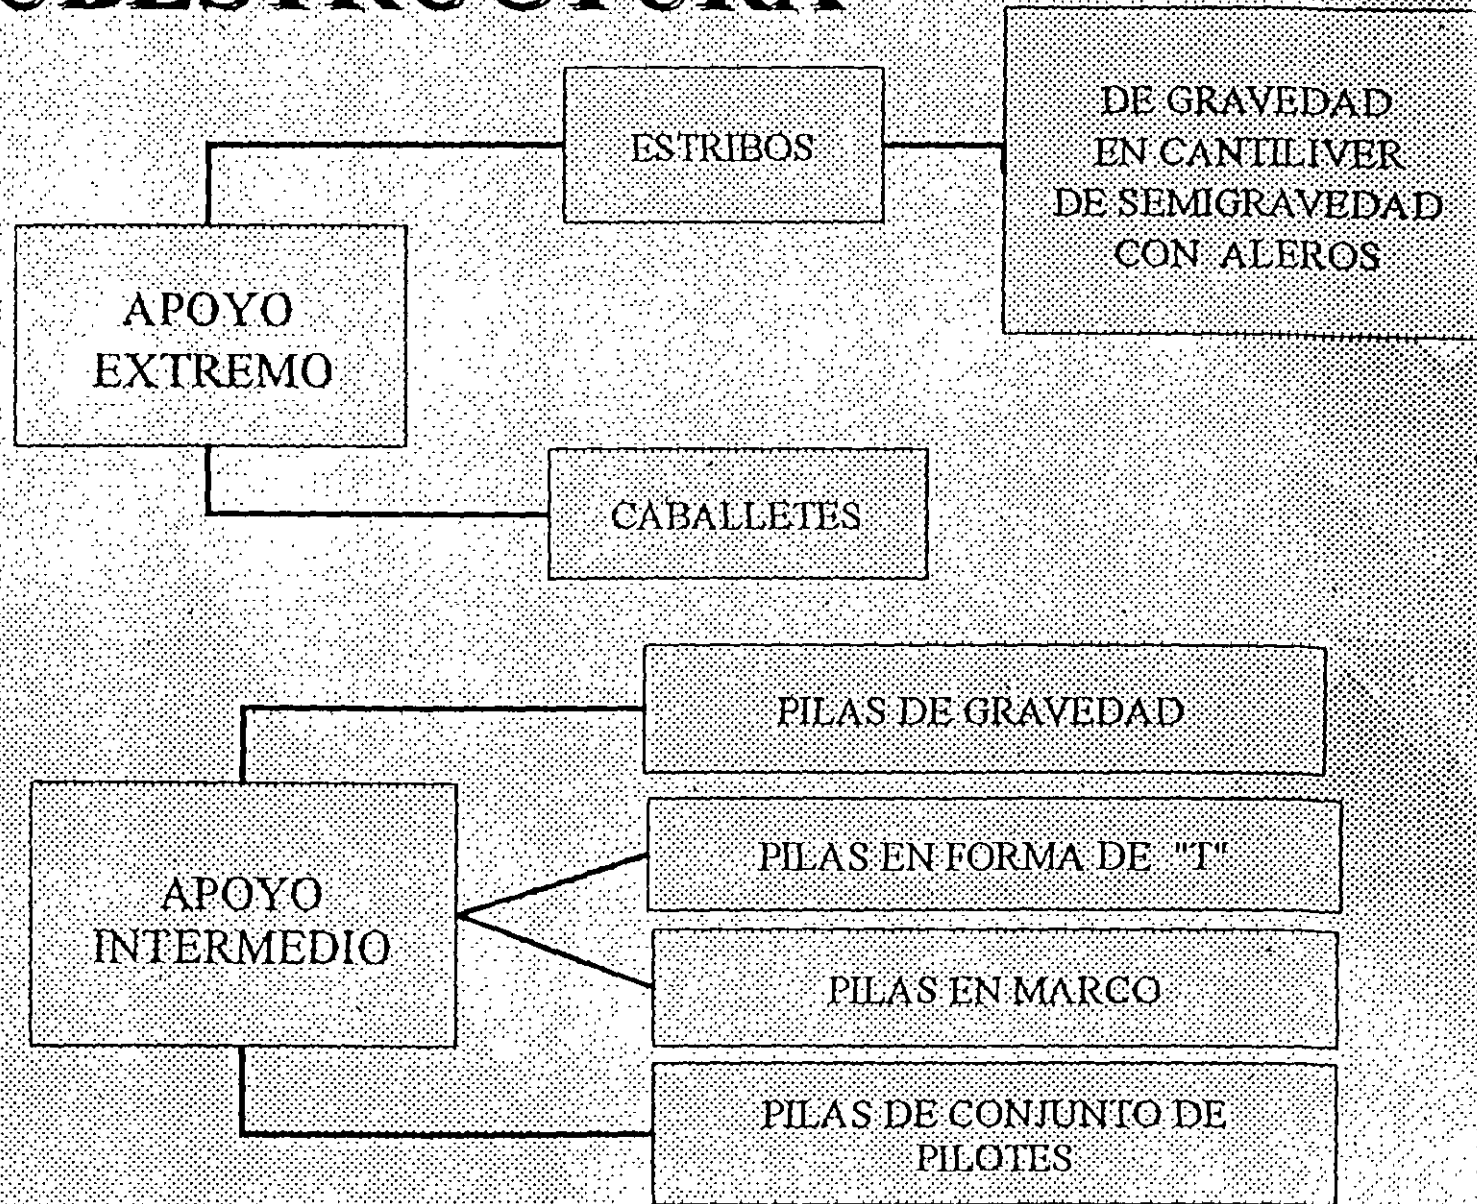 UBESTRUCTURA
DE GRAVEDAD
EN CANTILIVER
DE SEMIGRAVEDAD
CON ALEROS
ESTRIBOS
APOYO
EXTREMO
CABALLETES
PILAS DE GRAVEDAD
PILAS EN FORMA DE "T"
APOYO
INTERMEDIO
PILAS EN MARCO
PILAS DE CONJUNTO DE
PILOTES